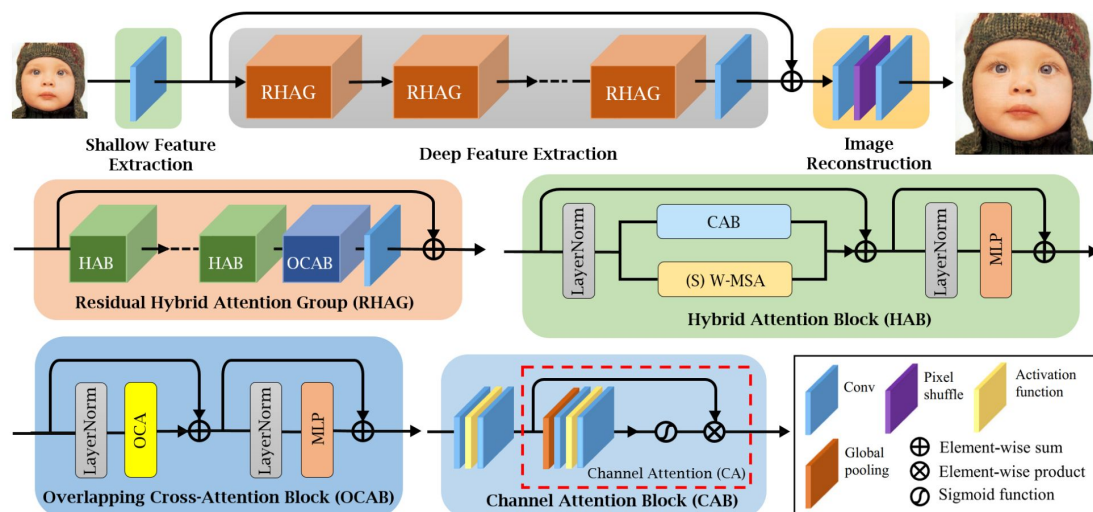 RHAG
RHAG
RHAG
Shallow Feature
Extraction
Deep Feature Extraction
Image
Reconstruction
HAB
HAB
OCAB
Residual Hybrid Attention Group (RHAG)
LayerNorm
CAB
(S) W-MSA
LayerNorm
MLP
Hybrid Attention Block (HAB)
LayerNorm
OCA
LayerNorm
MLP
Overlapping Cross-Attention Block (OCAB)
Channel Attention (CA)
Channel Attention Block (CAB)
Conv
Pixel
shuffle
Activation
function
Global
pooling
Element-wise sum
Element-wise product
Sigmoid function